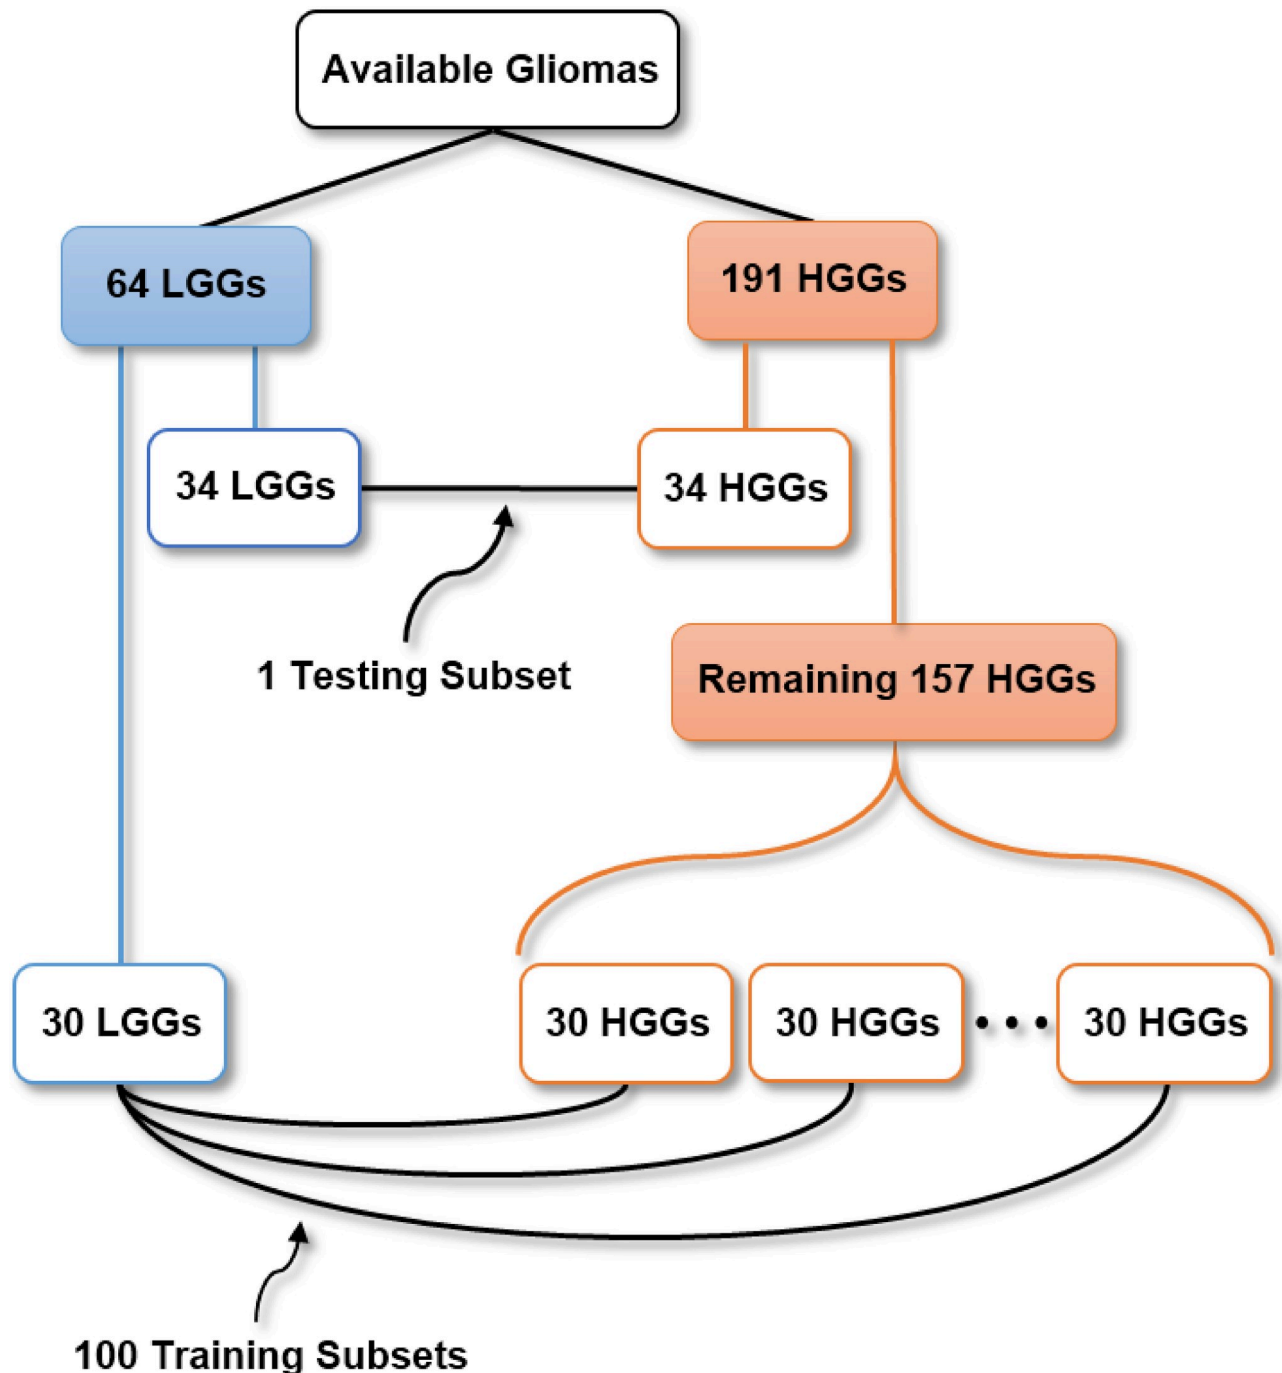 Available Gliomas
64 LGGs
191 HGGs
34 LGGs
34 HGGs
1 Testing Subset
Remaining 157 HGGs
30 LGGs
30 HGGs
30 HGGs
•••
30 HGGs
100 Training Subsets